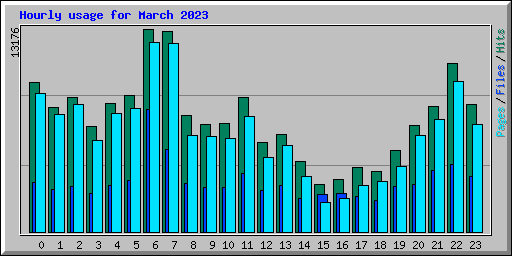 Hourly usage for March 2023
13176
Pages/Files/Hits
0 1 2 3 4 5 6 7 8 9 10 11 12 13 14 15 16 17 18 19 20 21 22 23